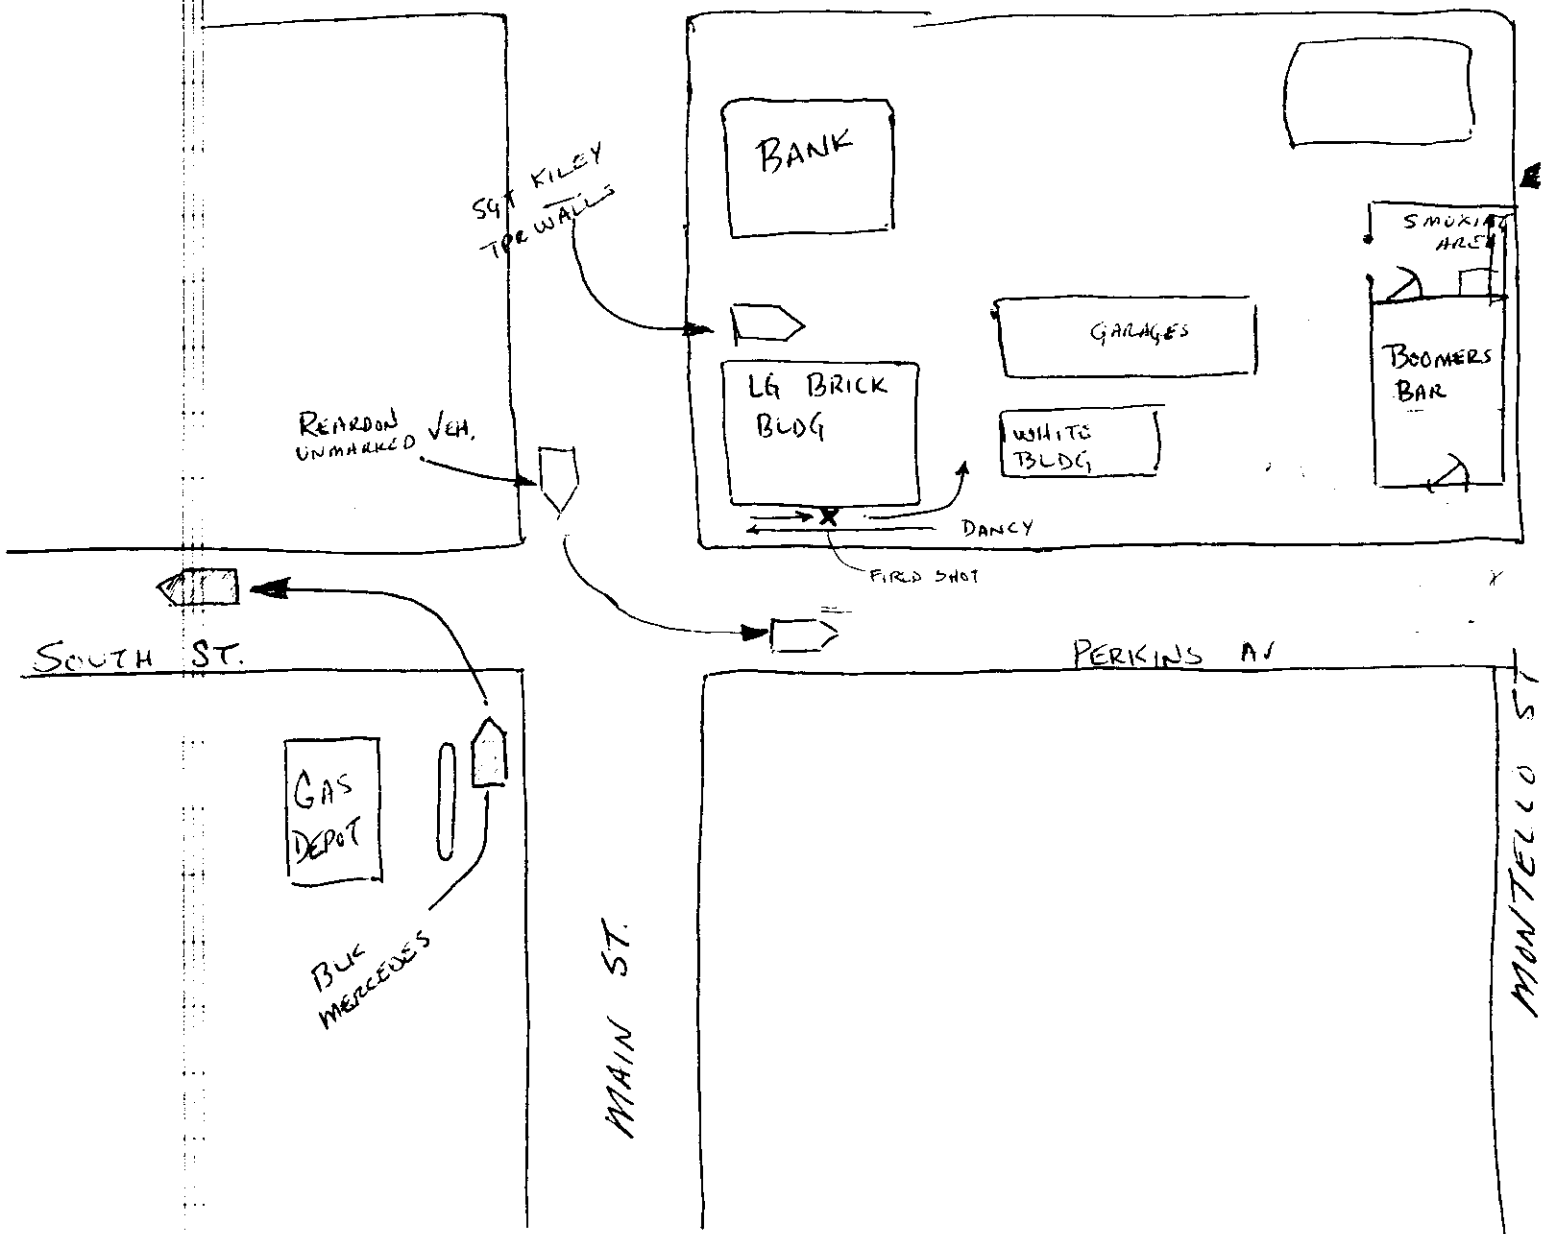 BANK
SGT KILEY
TPR WALLS
SMOKING
AREA
GARAGES
BOOMERS
BAR
LG BRICK
BLDG
REARDON
UNMARKED VEH.
WHITE
BLDG
X
DANCY
FIRED SHOT
SOUTH ST.
PERKINS AV
MONTELLO ST
GAS
DEPOT
BLK
MERCEDES
MAIN ST.